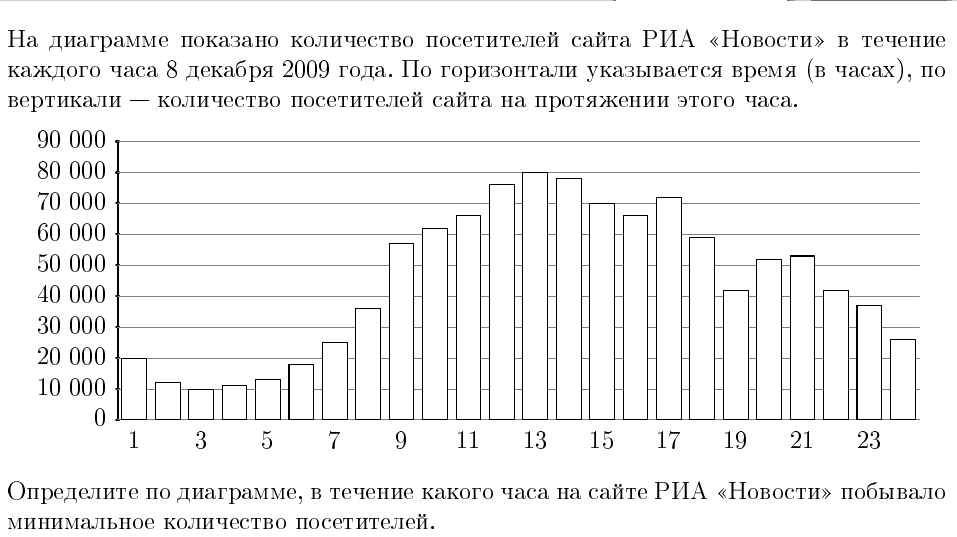 На диаграмме показано количество посетителей сайта РИА «Новости» в течение
каждого часа 8 декабря 2009 года. По горизонтали указывается время (в часах), по
вертикали — количество посетителей сайта на протяжении этого часа.
90 000
80 000
70 000
60 000
50 000
40 000
30 000
20 000
10 000
0
1 3 5 7 9 11 13 15 17 19 21 23
Определите по диаграмме, в течение какого часа на сайте РИА «Новости» побывало
минимальное количество посетителей.